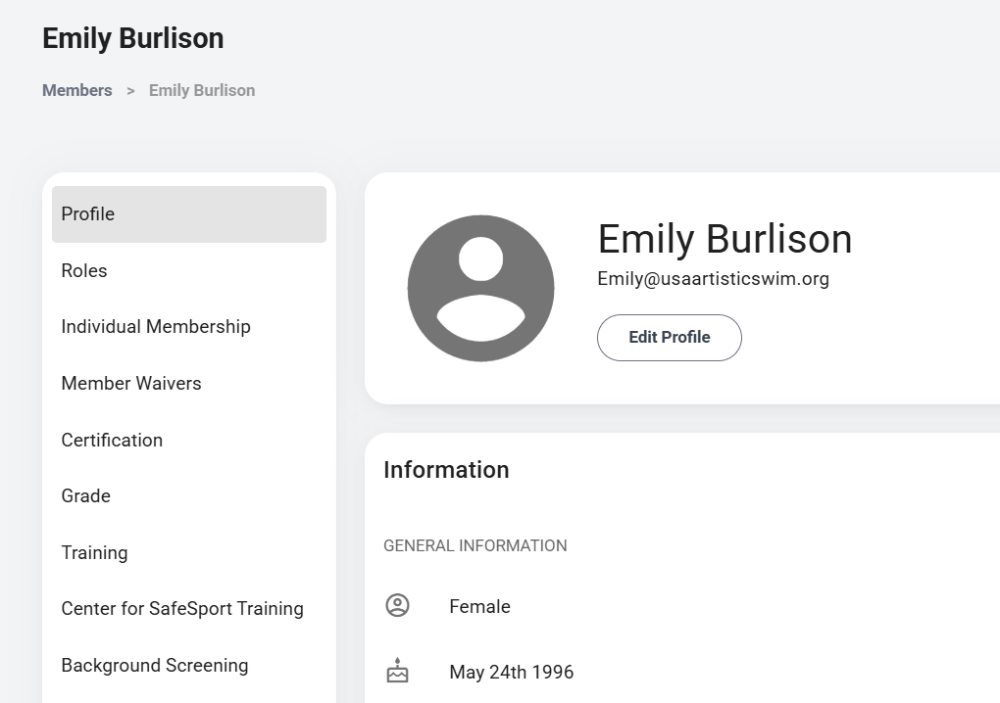 Emily Burlison
Members > Emily Burlison
Profile
Roles
Individual Membership
Member Waivers
Certification
Grade
Training
Center for SafeSport Training
Background Screening
Emily Burlison
Emily@usaartisticswim.org
Edit Profile
Information
GENERAL INFORMATION
Female
May 24th 1996